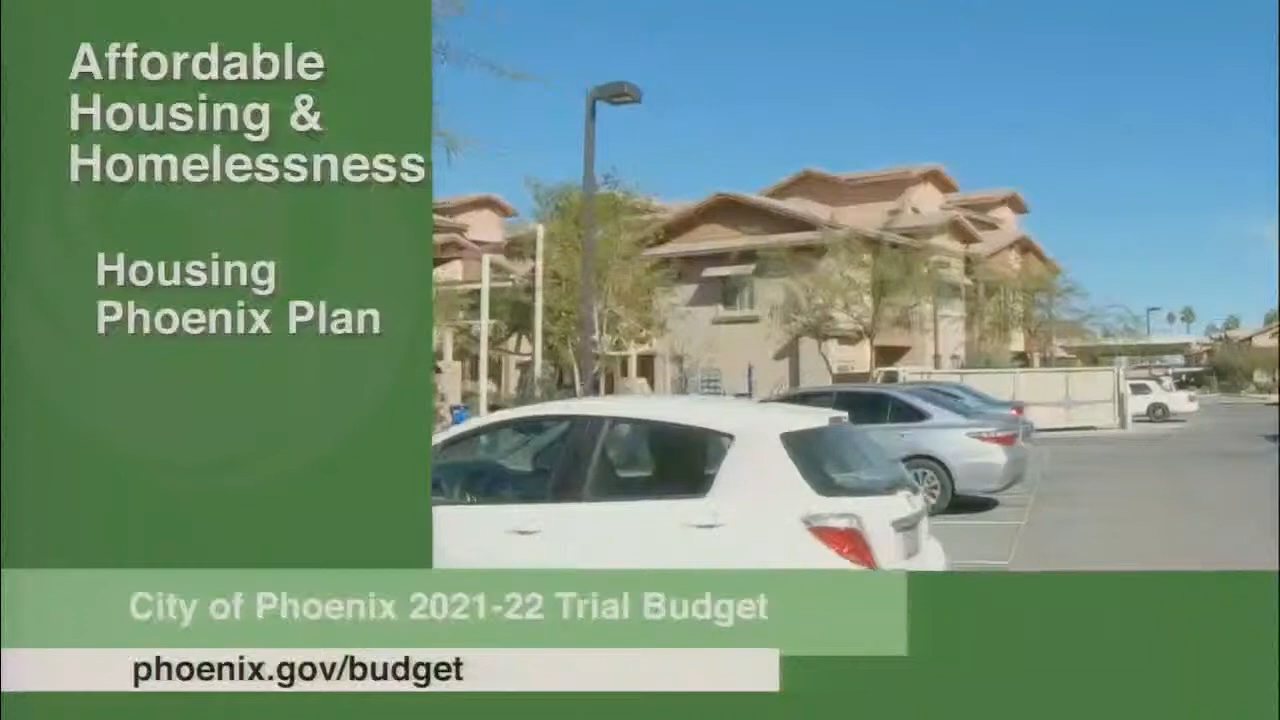 Affordable
Housing &
Homelessness
Housing
Phoenix Plan
City of Phoenix 2021-22 Trial Budget
phoenix.gov/budget